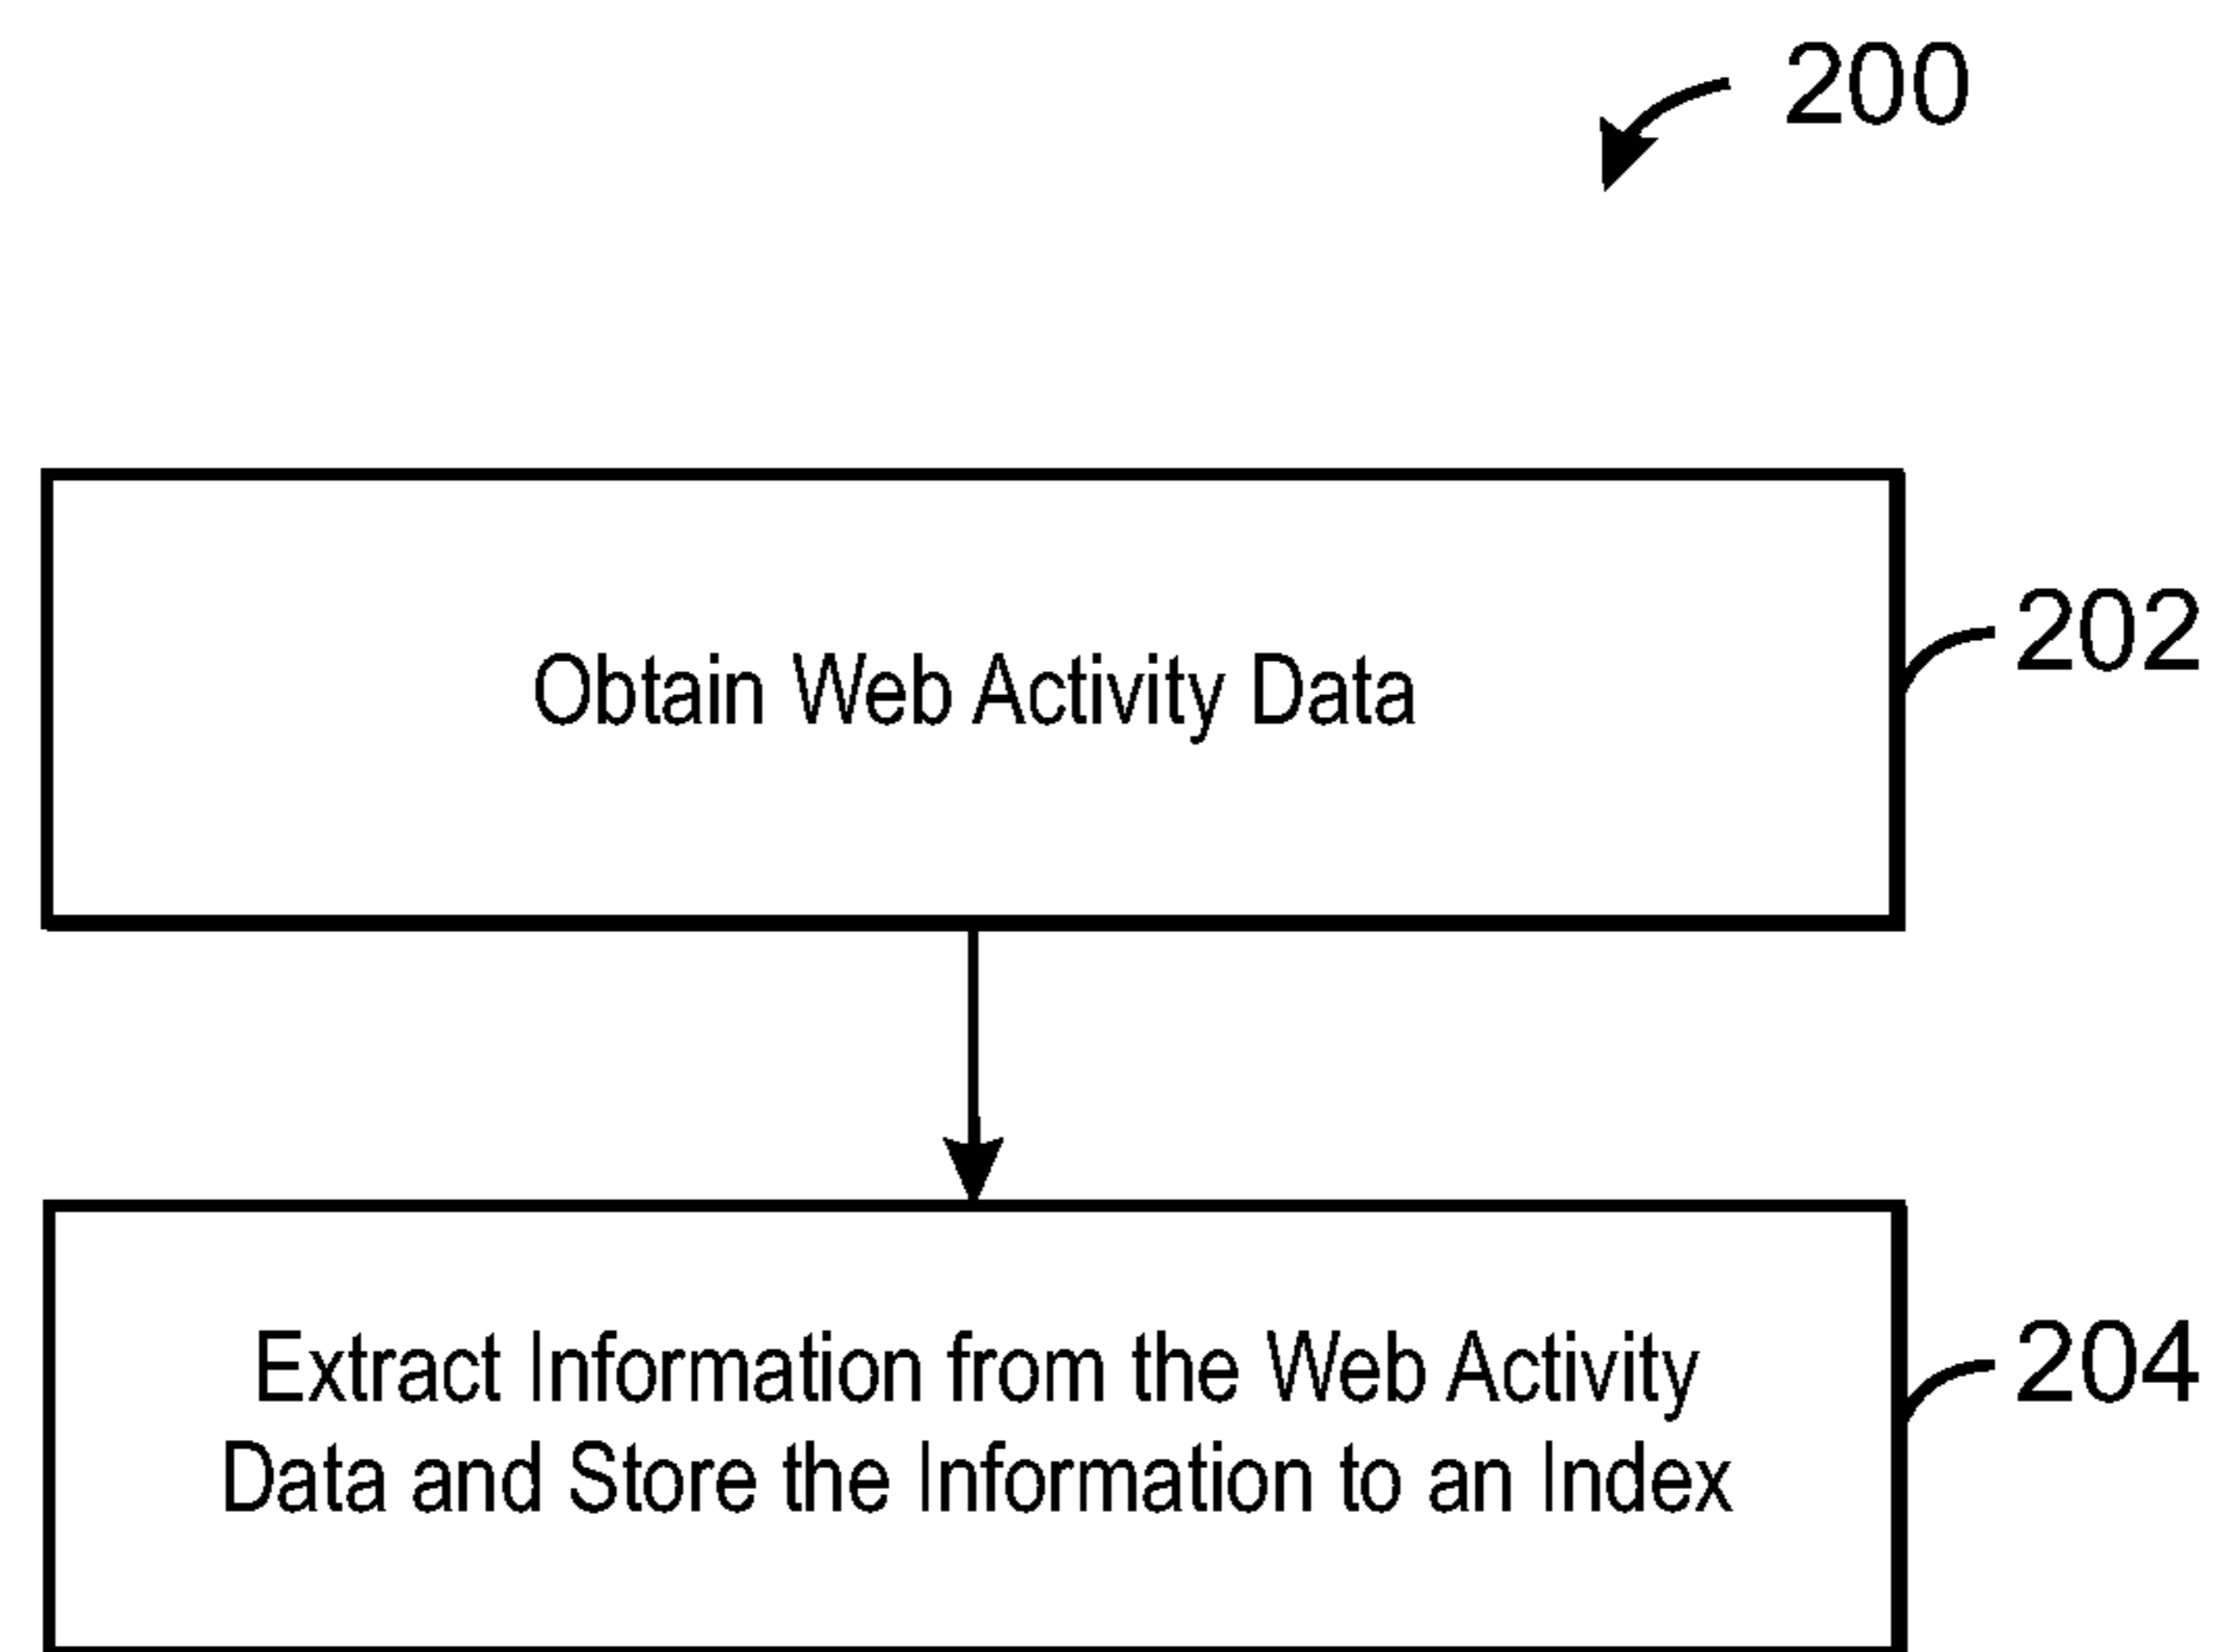 200
Obtain Web Activity Data
202
Extract Information from the Web Activity
Data and Store the Information to an Index
204